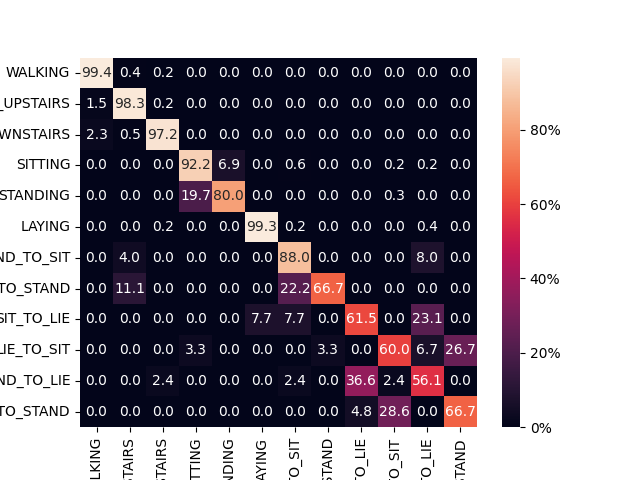 WALKING 99.4 0.4 0.2 0.0 0.0 0.0 0.0 0.0 0.0 0.0 0.0 0.0
_UPSTAIRS 1.5 98.3 0.2 0.0 0.0 0.0 0.0 0.0 0.0 0.0 0.0 0.0
WNSTAIRS 2.3 0.5 97.2 0.0 0.0 0.0 0.0 0.0 0.0 0.0 0.0 0.0
SITTING 0.0 0.0 0.0 92.2 6.9 0.0 0.6 0.0 0.0 0.2 0.2 0.0
STANDING 0.0 0.0 0.0 19.7 80.0 0.0 0.0 0.0 0.0 0.3 0.0 0.0
LAYING 0.0 0.0 0.2 0.0 0.0 99.3 0.2 0.0 0.0 0.0 0.4 0.0
ND_TO_SIT 0.0 4.0 0.0 0.0 0.0 0.0 88.0 0.0 0.0 0.0 8.0 0.0
TO_STAND 0.0 11.1 0.0 0.0 0.0 0.0 22.2 66.7 0.0 0.0 0.0 0.0
SIT_TO_LIE 0.0 0.0 0.0 0.0 0.0 7.7 7.7 0.0 61.5 0.0 23.1 0.0
LIE_TO_SIT 0.0 0.0 0.0 3.3 0.0 0.0 0.0 3.3 0.0 60.0 6.7 26.7
ND_TO_LIE 0.0 0.0 2.4 0.0 0.0 0.0 2.4 0.0 36.6 2.4 56.1 0.0
TO_STAND 0.0 0.0 0.0 0.0 0.0 0.0 0.0 0.0 4.8 28.6 0.0 66.7
LKING
TAIRS
TAIRS
TTING
NDING
AYING
TO_SIT
STAND
TO_LIE
TO_SIT
TO_LIE
STAND
80%
60%
40%
20%
0%